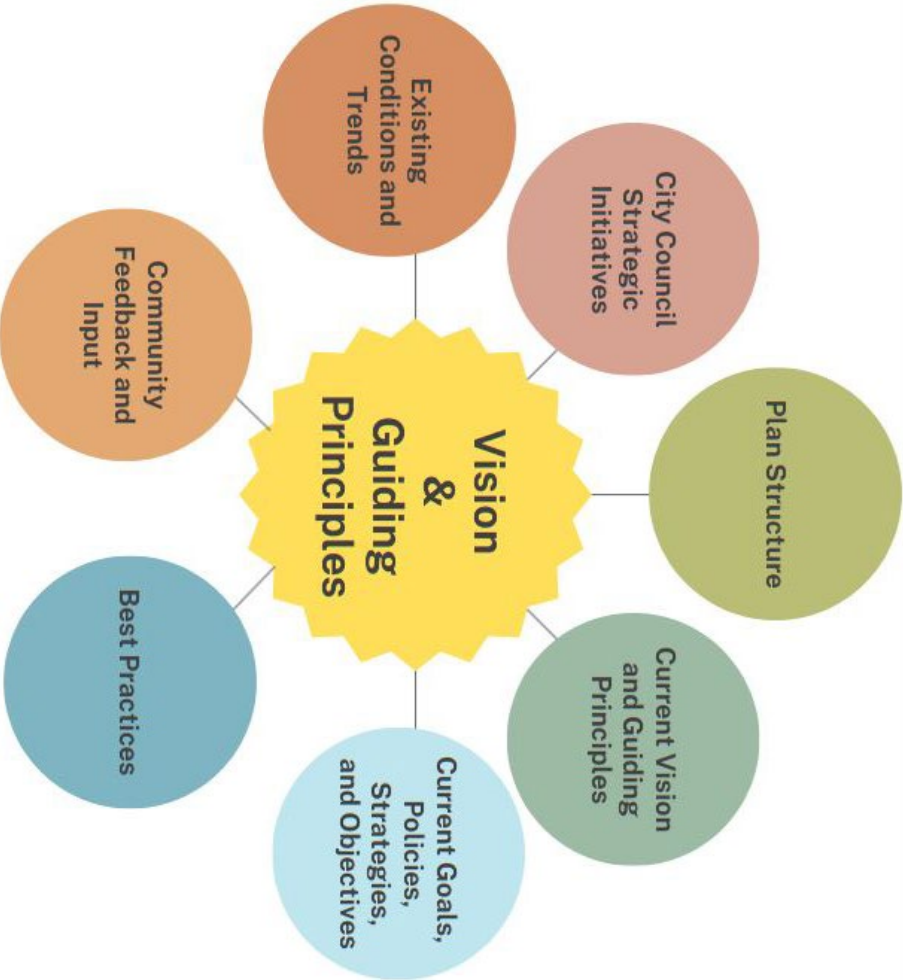 Plan Structure
City Council
Strategic
Initiatives
Current Vision
and Guiding
Principles
Existing
Conditions and
Trends
Vision
&
Guiding
Principles
Current Goals,
Policies,
Strategies,
and Objectives
Community
Feedback and
Input
Best Practices